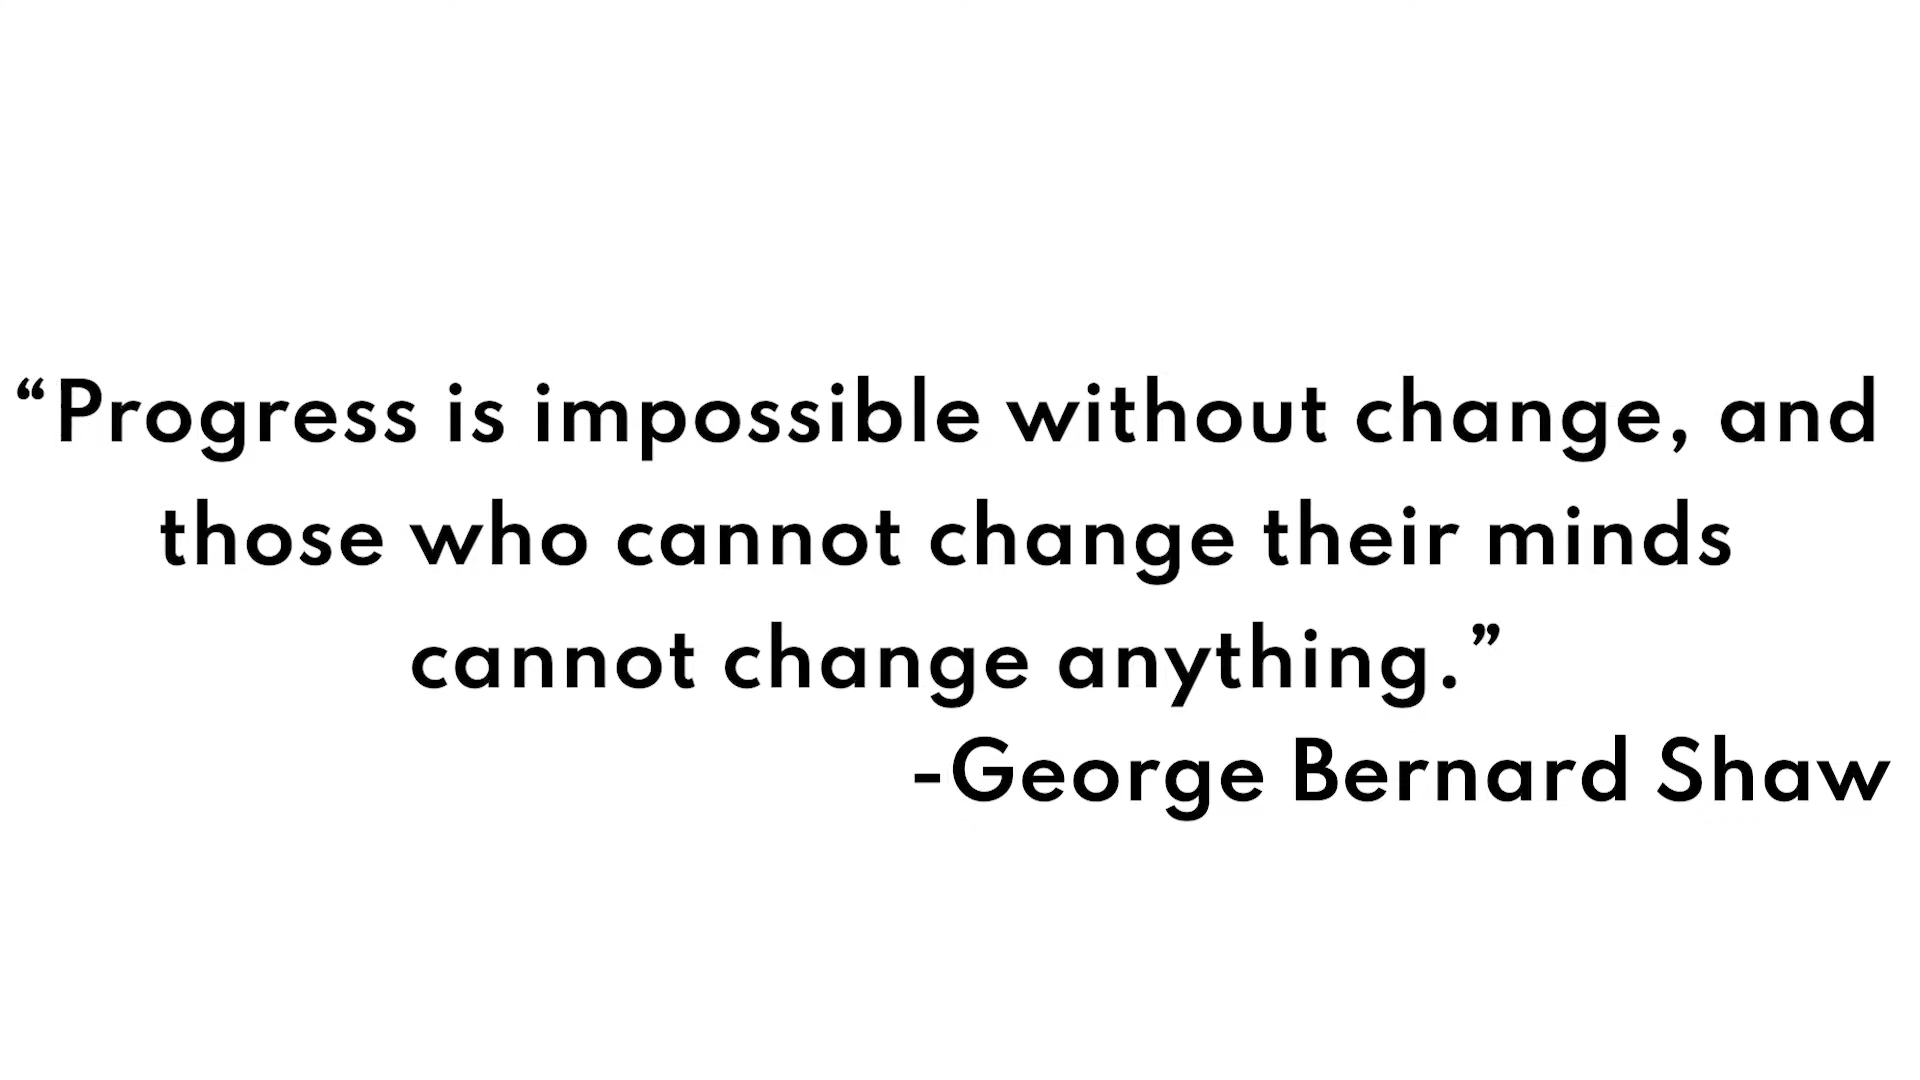 “Progress is impossible without change, and
those who cannot change their minds
cannot change anything.”
-George Bernard Shaw